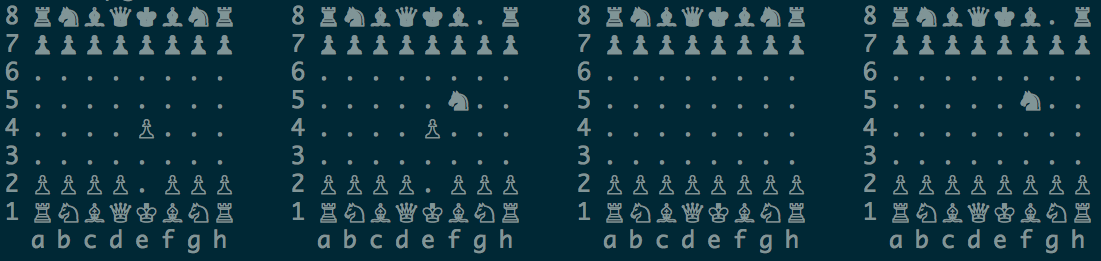 8 ♜♞♝♛♚♝♞♜ 8 ♜♞♝♛♚♝.♜ 8 ♜♞♝♛♚♝♞♜ 8 ♜♞♝♛♚♝.♜
7 ♟♟♟♟♟♟♟♟ 7 ♟♟♟♟♟♟♟♟ 7 ♟♟♟♟♟♟♟♟ 7 ♟♟♟♟♟♟♟♟
6 . . . . . . . . 6 . . . . . . . . 6 . . . . . . . . 6 . . . . . . . .
5 . . . . . . . . 5 . . . . . ♞ . . 5 . . . . . . . . 5 . . . . . ♞ . .
4 . . . . ♙ . . . 4 . . . . ♙ . . . 4 . . . . . . . . 4 . . . . . . . .
3 . . . . . . . . 3 . . . . . . . . 3 . . . . . . . . 3 . . . . . . . .
2 ♙♙♙♙.♙♙♙ 2 ♙♙♙♙.♙♙♙ 2 ♙♙♙♙♙♙♙♙ 2 ♙♙♙♙♙♙♙♙
1 ♖♘♗♕♔♗♘♖ 1 ♖♘♗♕♔♗♘♖ 1 ♖♘♗♕♔♗♘♖ 1 ♖♘♗♕♔♗♘♖
a b c d e f g h a b c d e f g h a b c d e f g h a b c d e f g h